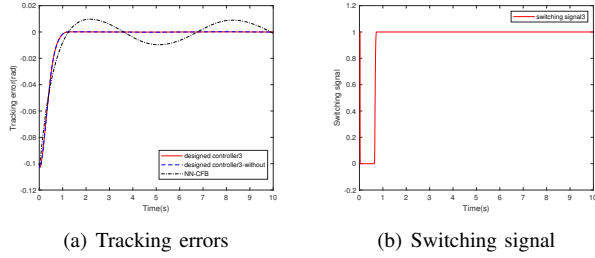 0.02
0
-0.02
-0.04
-0.06
-0.08
-0.1
-0.12
Tracking error(rad)
designed controller3
designed controller3-without
NN-CFB
0 1 2 3 4 5 6 7 8 9 10
Time(s)
(a) Tracking errors
1.2
1
0.8
0.6
0.4
0.2
0
-0.2
Switching signal
switching signal3
0 1 2 3 4 5 6 7 8 9 10
Time(s)
(b) Switching signal